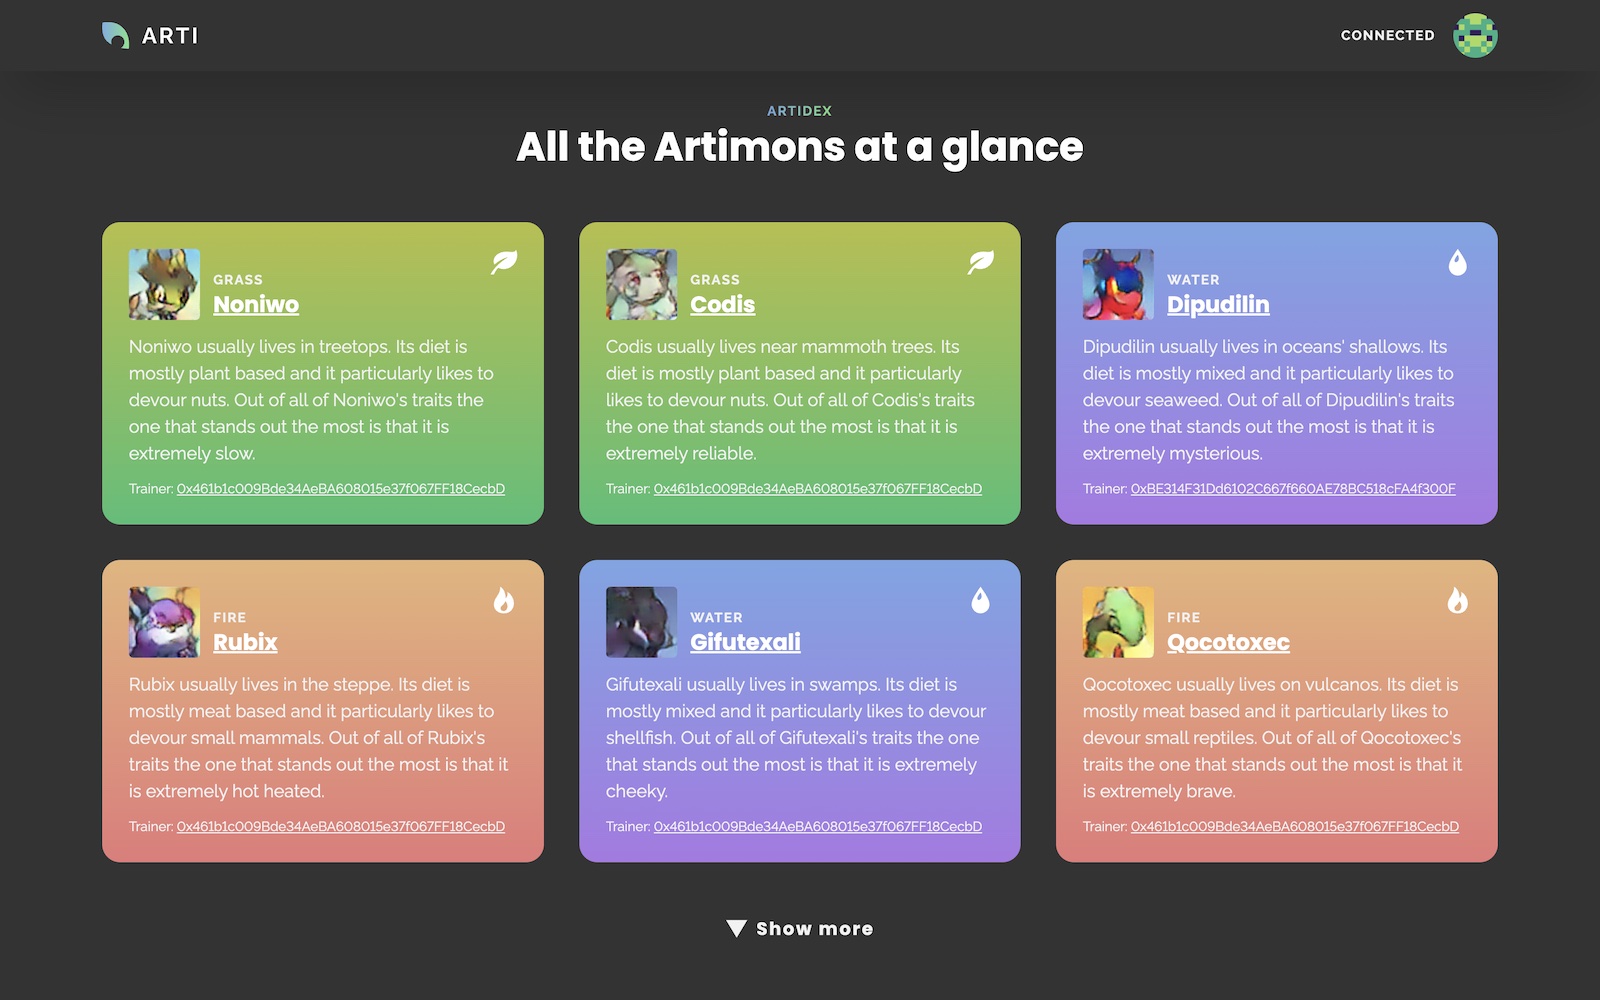 ARTI
CONNECTED
ARTIDEX
All the Artimons at a glance
GRASS
Noniwo
Noniwo usually lives in treetops. Its diet is
mostly plant based and it particularly likes to
devour nuts. Out of all of Noniwo's traits the
one that stands out the most is that it is
extremely slow.
Trainer: 0x461b1c009Bde34AeBA608015e37f067FF18CecbD
GRASS
Codis
Codis usually lives near mammoth trees. Its
diet is mostly plant based and it particularly
likes to devour nuts. Out of all of Codis's traits
the one that stands out the most is that it is
extremely reliable.
Trainer: 0x461b1c009Bde34AeBA608015e37f067FF18CecbD
WATER
Dipudilin
Dipudilin usually lives in oceans' shallows. Its
diet is mostly mixed and it particularly likes to
devour seaweed. Out of all of Dipudilin's traits
the one that stands out the most is that it is
extremely mysterious.
Trainer: 0xBE314F31Dd6102C667f660AE78BC518cFA4f300F
FIRE
Rubix
Rubix usually lives in the steppe. Its diet is
mostly meat based and it particularly likes to
devour small mammals. Out of all of Rubix's
traits the one that stands out the most is that it
is extremely hot heated.
Trainer: 0x461b1c009Bde34AeBA608015e37f067FF18CecbD
WATER
Gifutexali
Gifutexali usually lives in swamps. Its diet is
mostly mixed and it particularly likes to devour
shellfish. Out of all of Gifutexali's traits the one
that stands out the most is that it is extremely
cheeky.
Trainer: 0x461b1c009Bde34AeBA608015e37f067FF18CecbD
FIRE
Qocotoxec
Qocotoxec usually lives on vulcanos. Its diet is
mostly meat based and it particularly likes to
devour small reptiles. Out of all of Qocotoxec's
traits the one that stands out the most is that it
is extremely brave.
Trainer: 0x461b1c009Bde34AeBA608015e37f067FF18CecbD
Show more